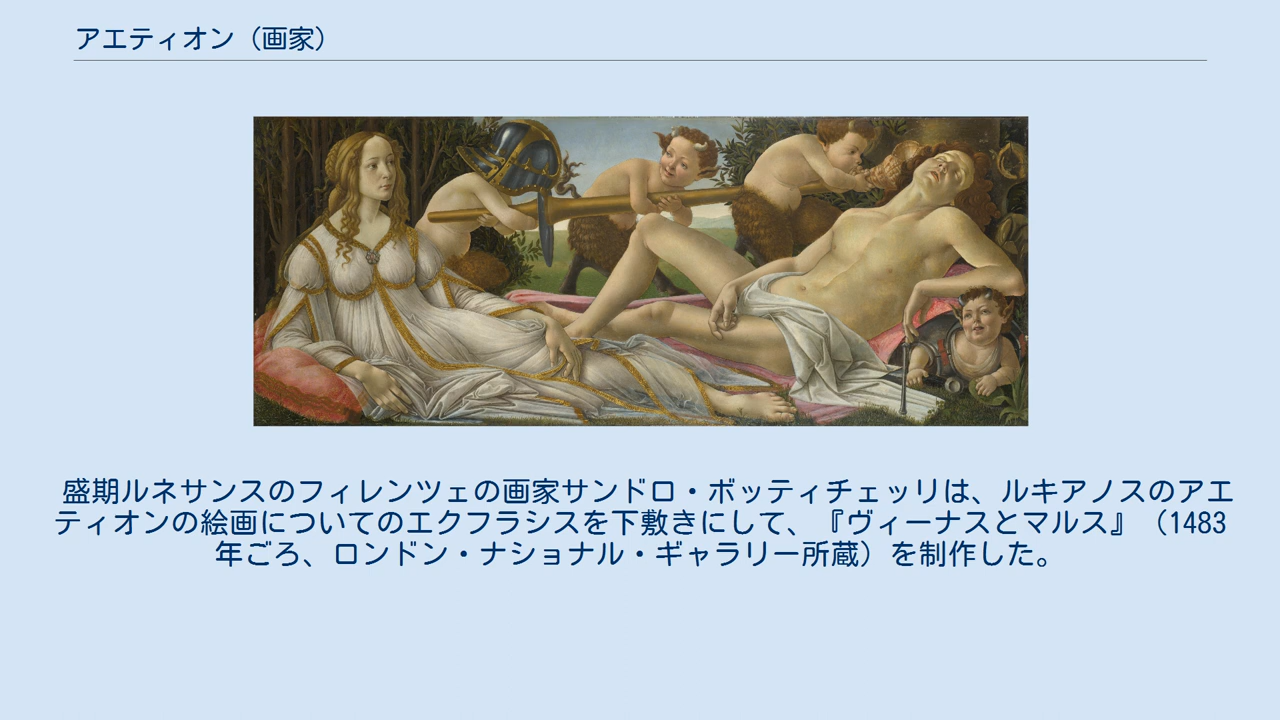 アエティオン（画家）
盛期ルネサンスのフィレンツェの画家サンドロ・ボッティチェッリは、ルキアノスのアエ
ティオンの絵画についてのエクフラシスを下敷きにして、『ヴィーナスとマルス』（1483
年ごろ、ロンドン・ナショナル・ギャラリー所蔵）を制作した。